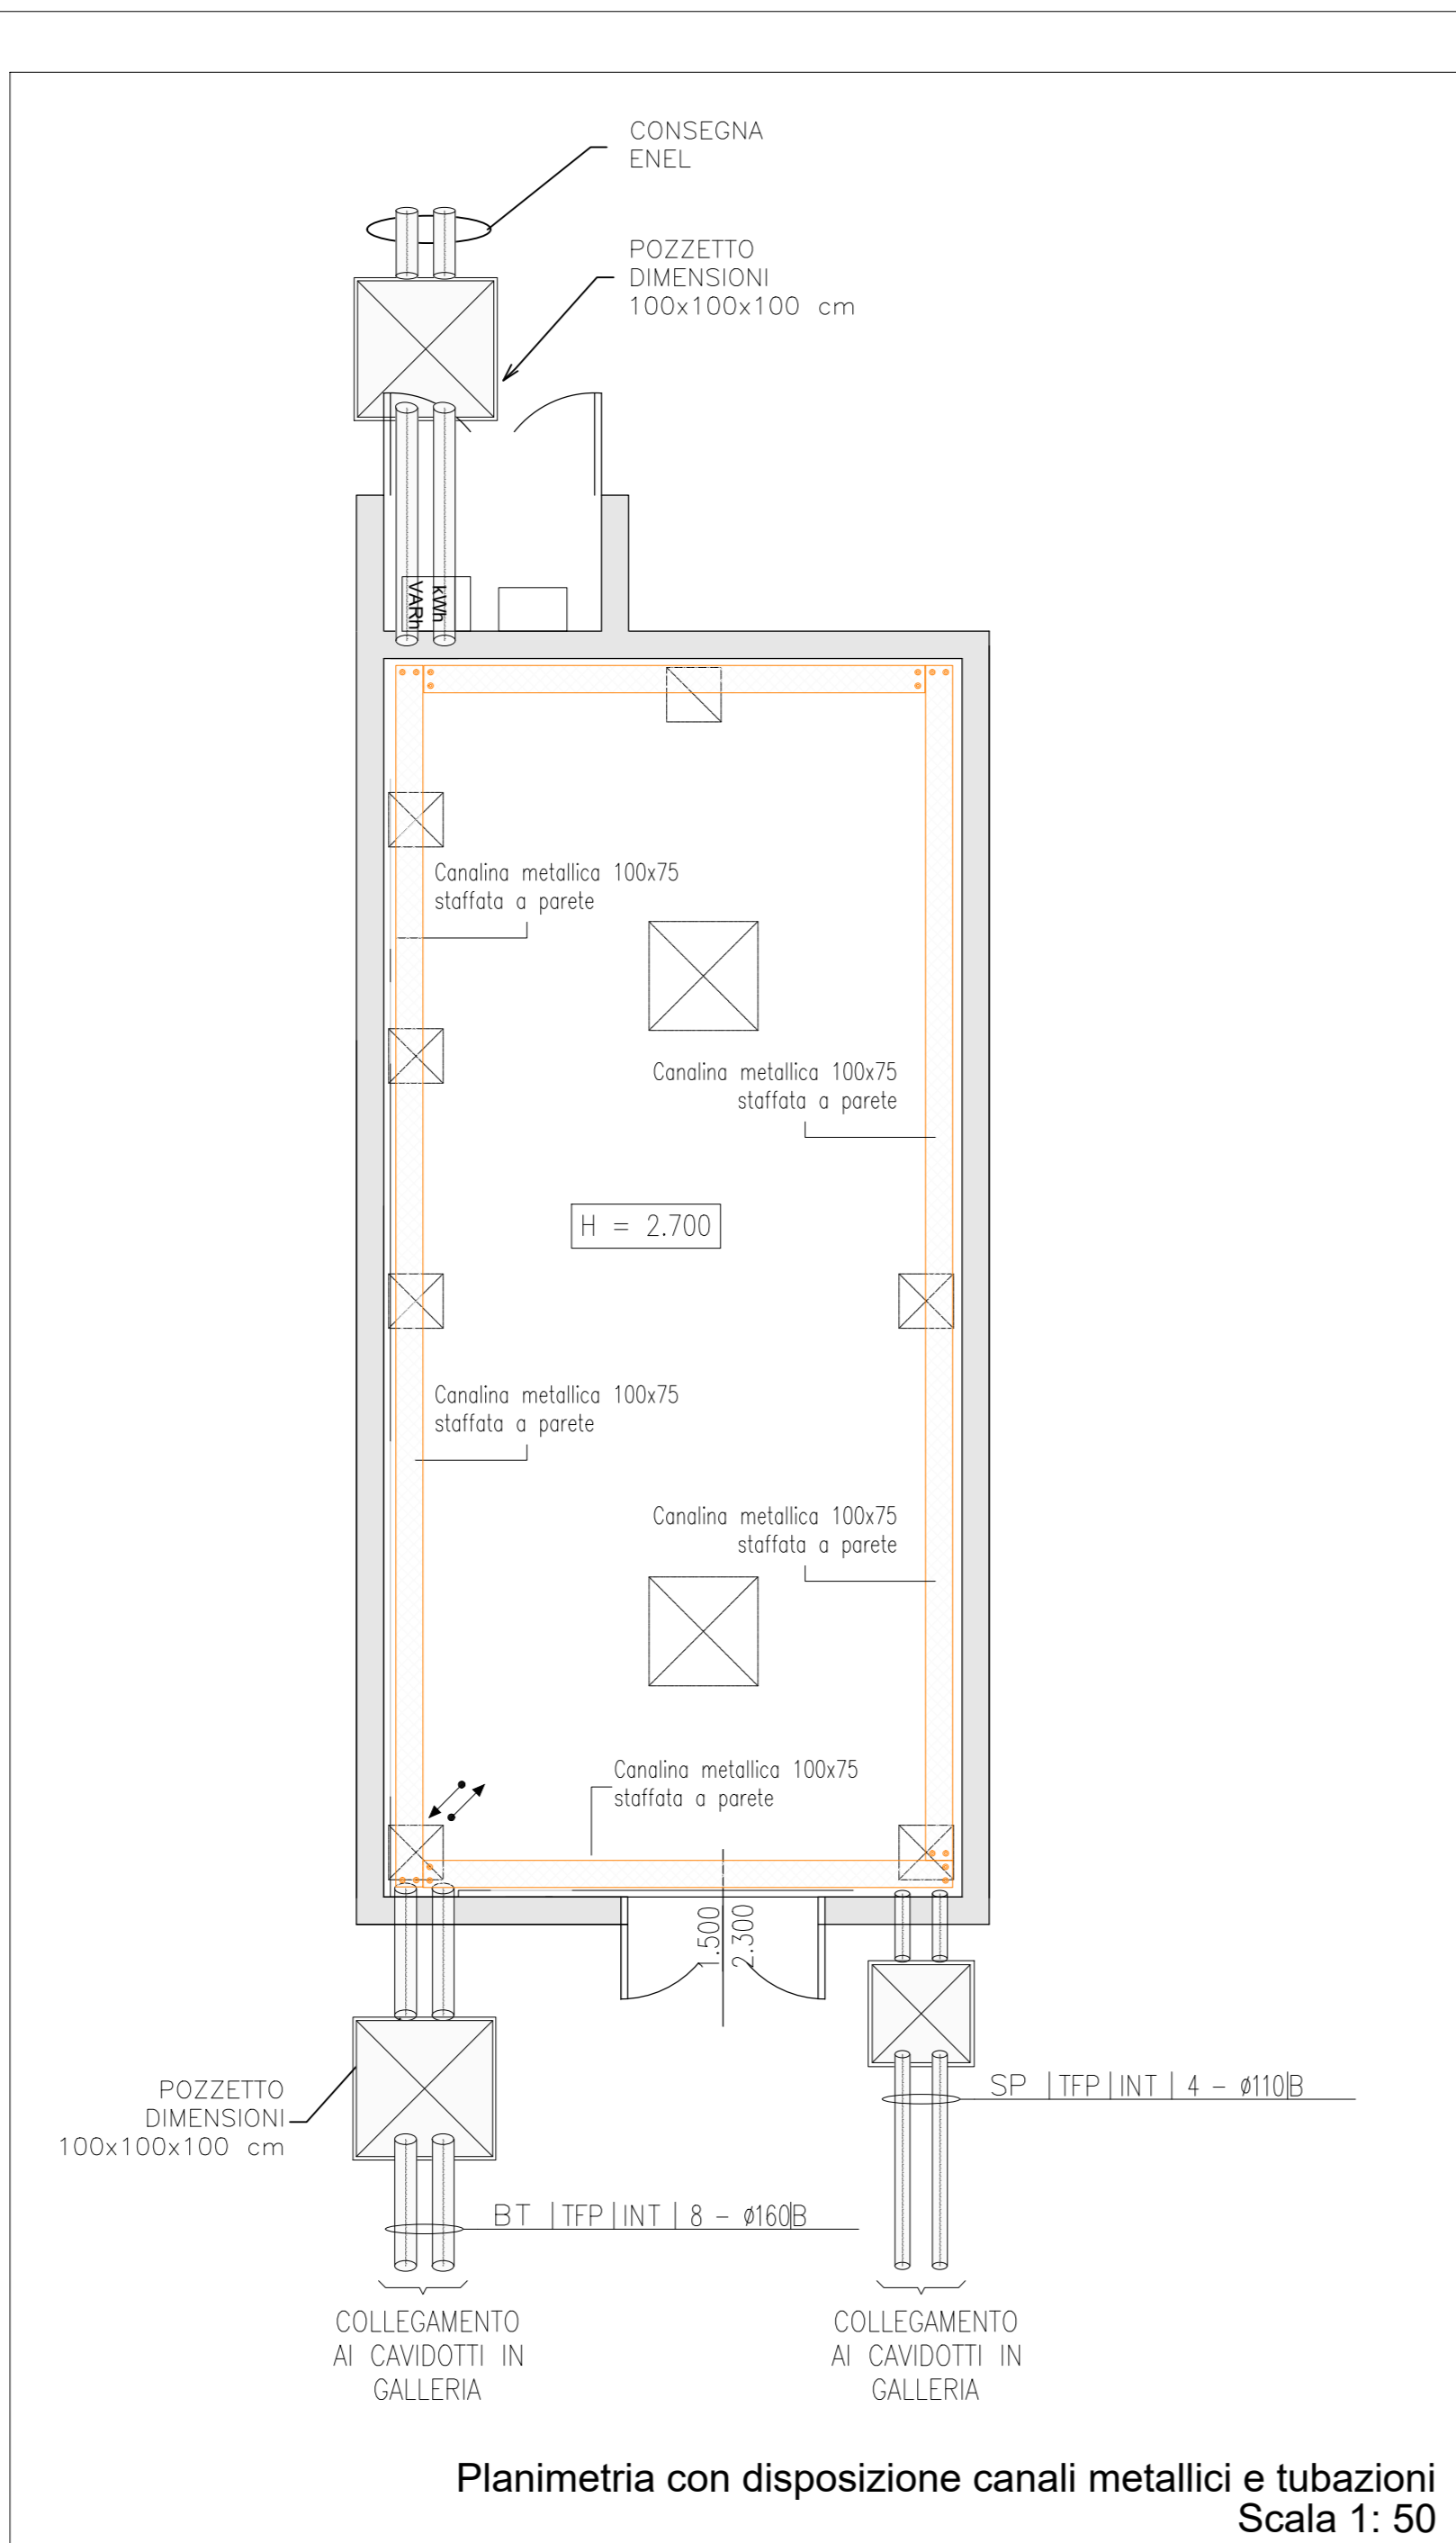 CONSEGNA
ENEL
POZZETTO
DIMENSIONI
100x100x100 cm
kWh
VARh
Canalina metallica 100x75
staffata a parete
Canalina metallica 100x75
staffata a parete
H = 2.700
Canalina metallica 100x75
staffata a parete
Canalina metallica 100x75
staffata a parete
Canalina metallica 100x75
staffata a parete
1.500
2.300
POZZETTO
DIMENSIONI
100x100x100 cm
SP |TFP|INT| 4 - ø110|B
BT |TFP|INT| 8 - ø160|B
COLLEGAMENTO
AI CAVIDOTTI IN
GALLERIA
COLLEGAMENTO
AI CAVIDOTTI IN
GALLERIA
Planimetria con disposizione canali metallici e tubazioni
Scala 1: 50